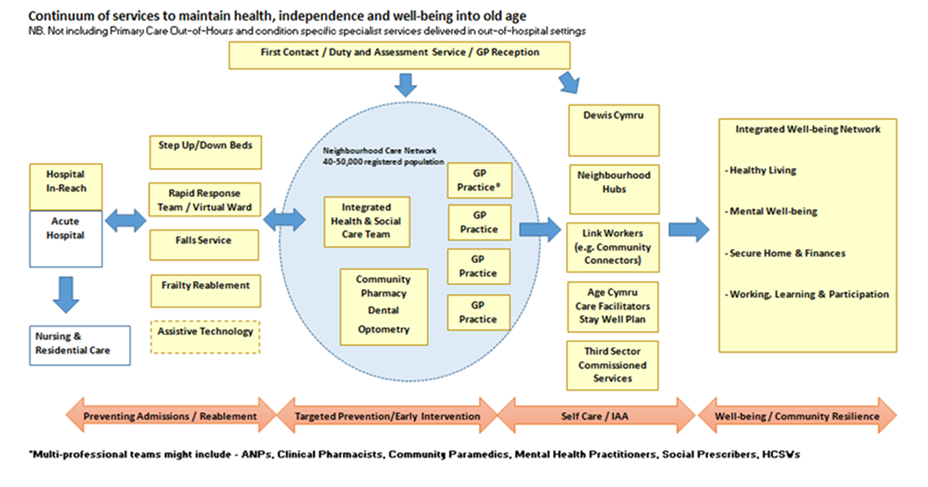 Continuum of services to maintain health, independence and well-being into old age
NB. Not including Primary Care Out-of-Hours and condition specific specialist services delivered in out-of-hospital settings
First Contact / Duty and Assessment Service / GP Reception
Hospital
In-Reach
Acute
Hospital
Nursing &
Residential Care
Step Up/Down Beds
Rapid Response
Team / Virtual Ward
Falls Service
Frailty Reablement
Assistive Technology
Neighbourhood Care Network
40-50,000 registered population
Integrated
Health & Social
Care Team
Community
Pharmacy
Dental
Optometry
GP
Practice*
GP
Practice
GP
Practice
GP
Practice
Dewis Cymru
Neighbourhood
Hubs
Link Workers
(e.g. Community
Connectors)
Age Cymru
Care Facilitators
Stay Well Plan
Third Sector
Commissioned
Services
Integrated Well-being Network
- Healthy Living
- Mental Well-being
- Secure Home & Finances
- Working, Learning & Participation
Preventing Admissions / Reablement
Targeted Prevention/Early Intervention
Self Care / IAA
Well-being / Community Resilience
*Multi-professional teams might include - ANPs, Clinical Pharmacists, Community Paramedics, Mental Health Practitioners, Social Prescribers, HCSWs